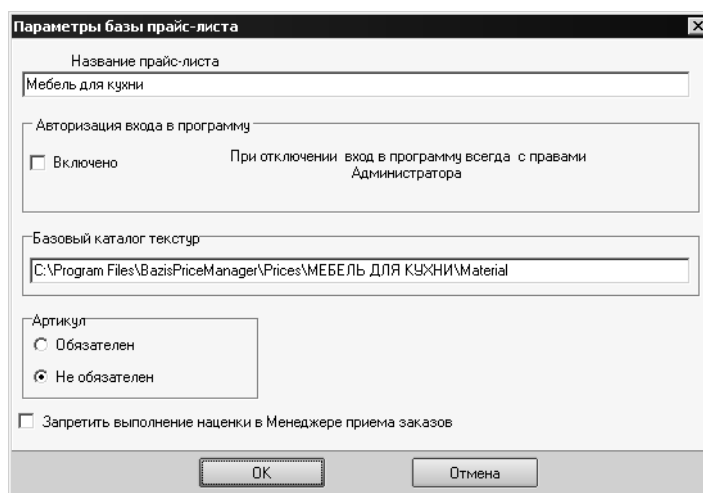 Параметры базы прайс-листа
Название прайс-листа
Мебель для кухни
Авторизация входа в программу
Включено
При отключении вход в программу всегда с правами
Администратора
Базовый каталог текстур
C:\Program Files\BazisPriceManager\Prices\МЕБЕЛЬ ДЛЯ КУХНИ\Material
Артикул
Обязателен
Не обязателен
Запретить выполнение наценки в Менеджере приема заказов
OK
Отмена